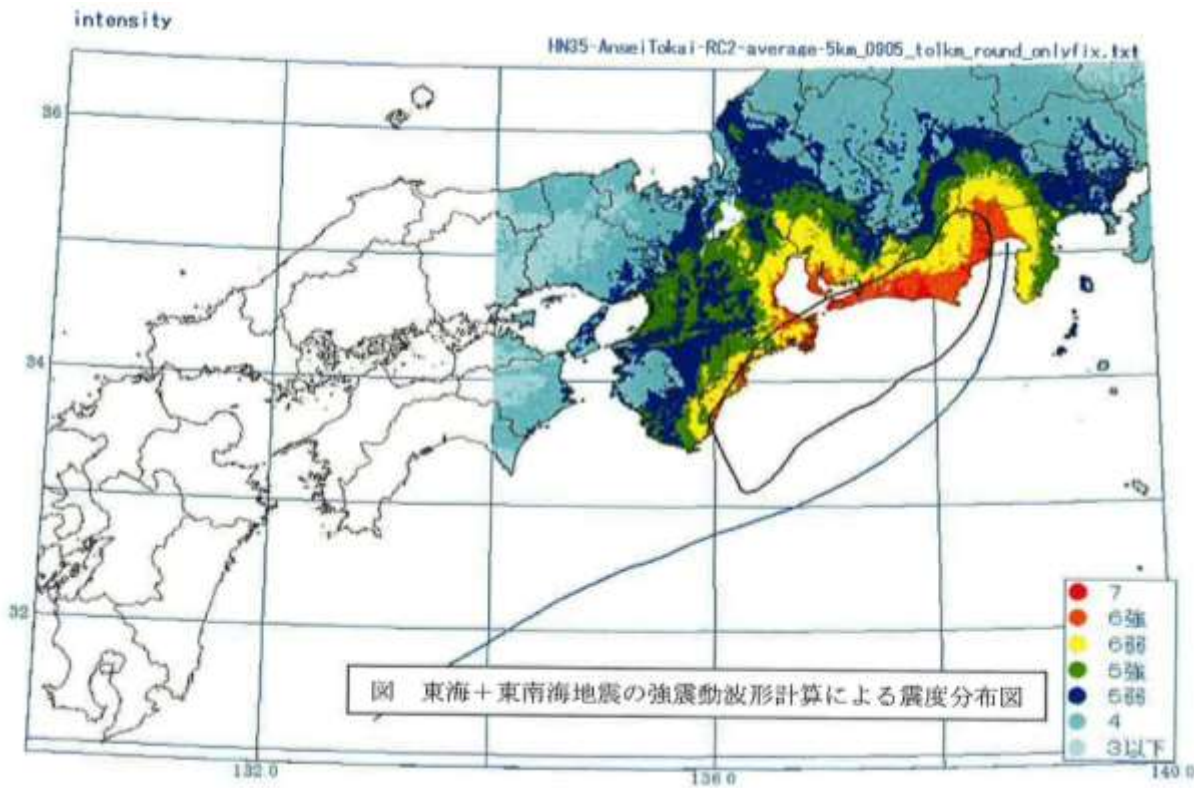 intensity
HN35-AnseiTokai-RC2-average-5km_0905_to1km_round_onlyfix.txt
36
34
32
7
6強
6弱
5強
5弱
4
3以下
図 東海+東南海地震の強震動波形計算による震度分布図
132.0
136.0
140.0